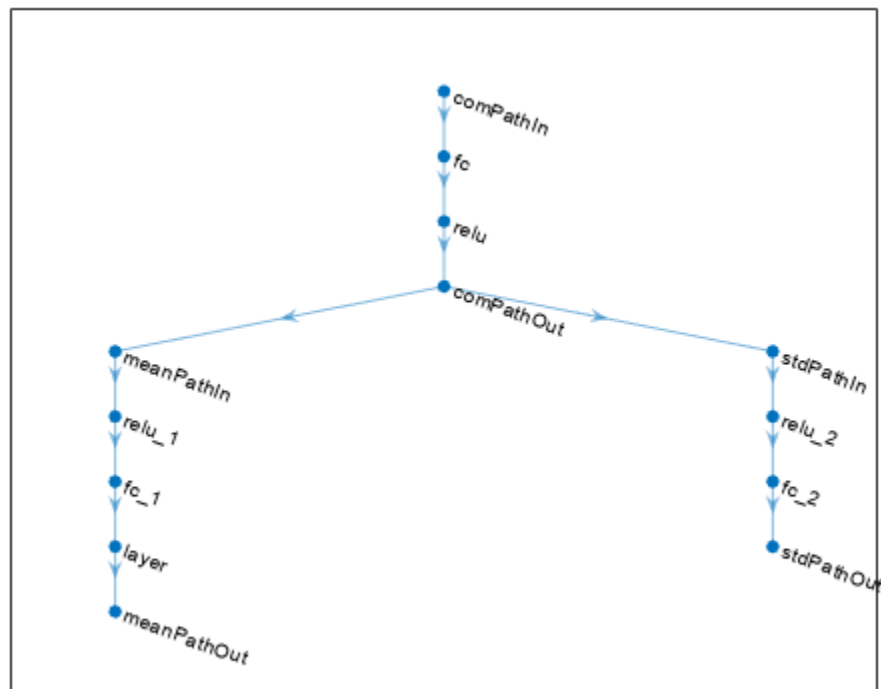 comPathIn
fc
relu
comPathOut
meanPathIn
relu_1
fc_1
layer
meanPathOut
stdPathIn
relu_2
fc_2
stdPathOut